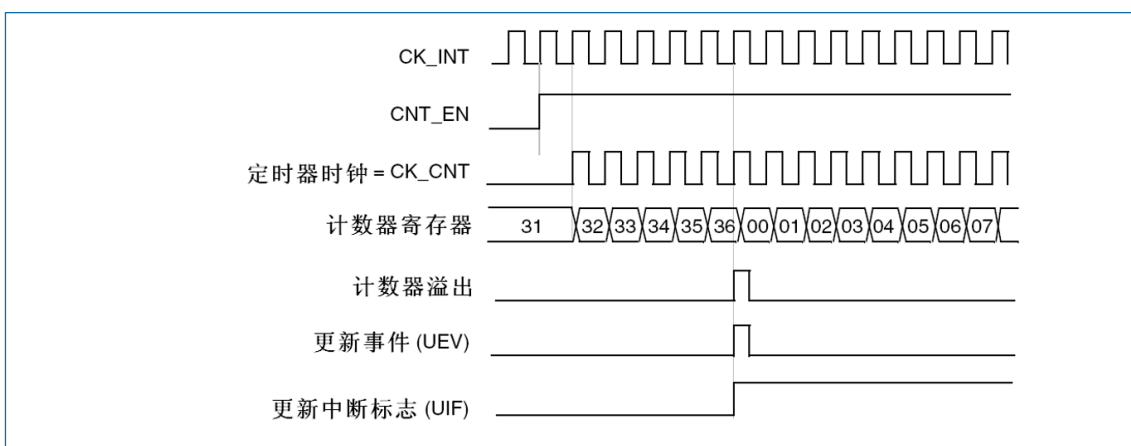 CK_INT
CNT_EN
定时器时钟 = CK_CNT
计数器寄存器 31 32 33 34 35 36 00 01 02 03 04 05 06 07
计数器溢出
更新事件 (UEV)
更新中断标志 (UIF)